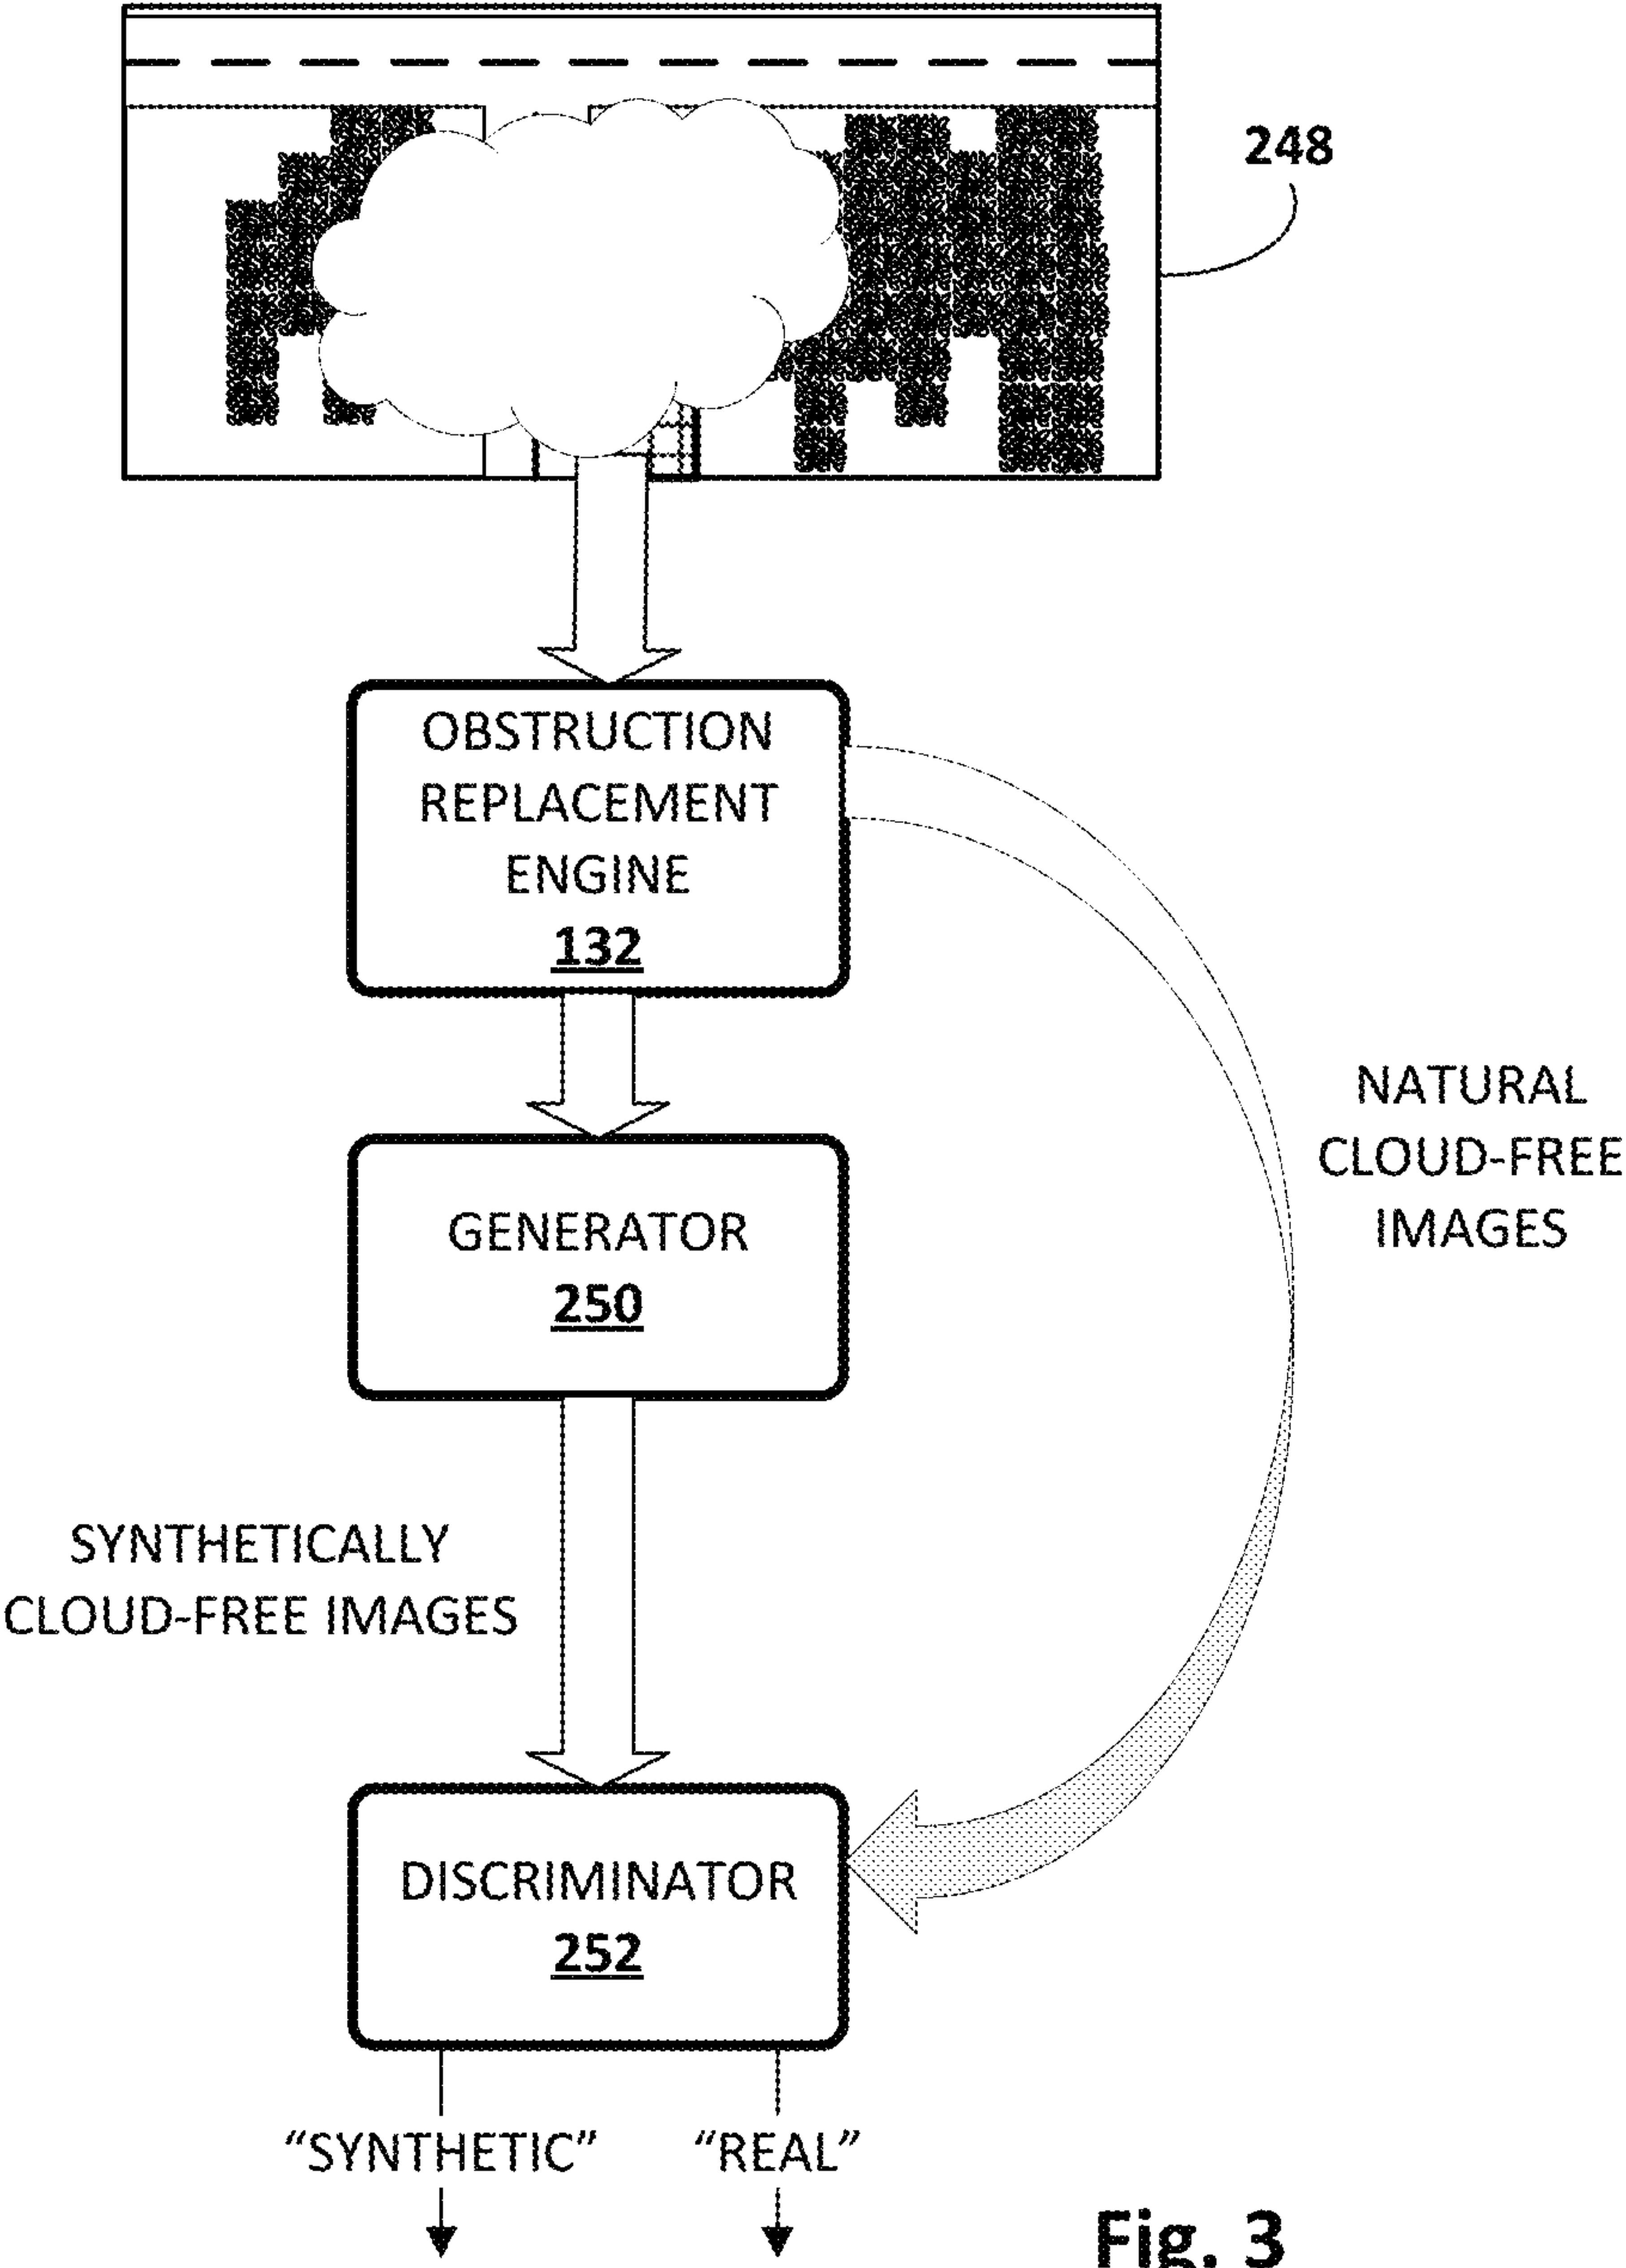 248
OBSTRUCTION
REPLACEMENT
ENGINE
132
NATURAL
CLOUD-FREE
IMAGES
GENERATOR
250
SYNTHETICALLY
CLOUD-FREE IMAGES
DISCRIMINATOR
252
“SYNTHETIC” “REAL”
Fig. 3